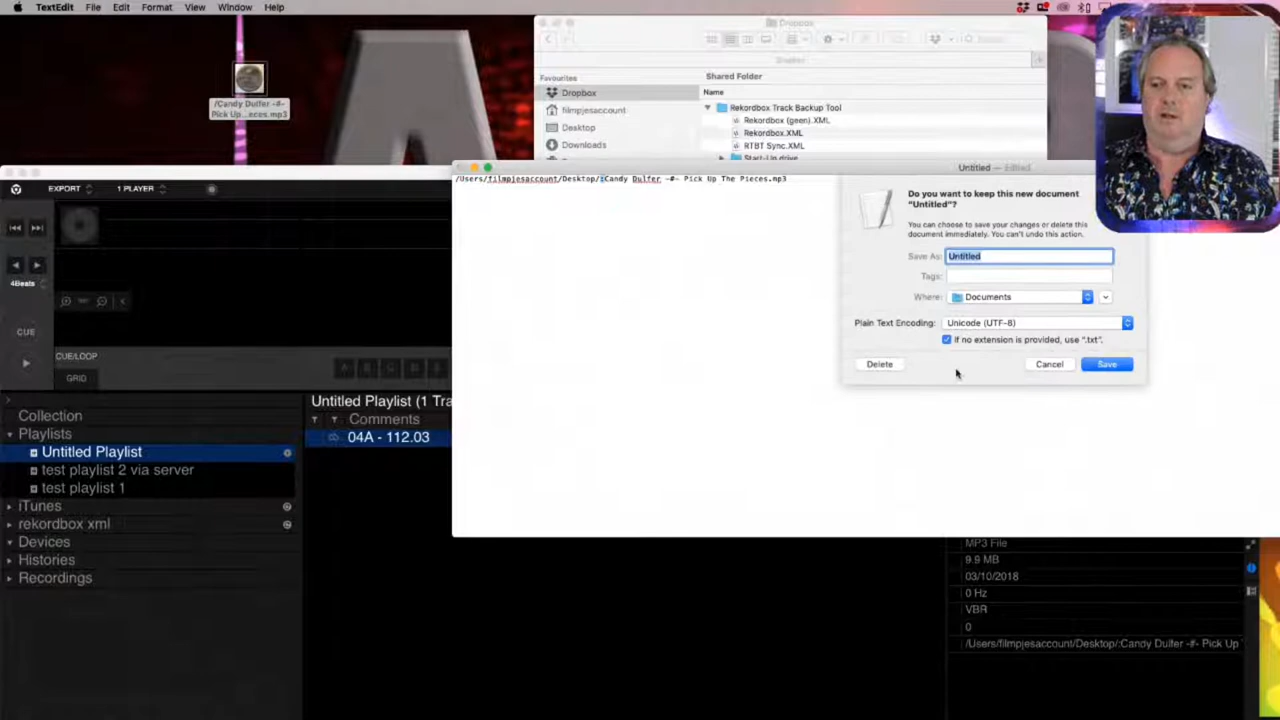 TextEdit File Edit Format View Window Help
/Candy Dulfer -#-
Pick Up...eces.mp3
Dropbox
Favourites
Dropbox
filmpjesaccount
Desktop
Downloads
Shared Folder
Name
Rekordbox Track Backup Tool
Rekordbox (geen).XML
Rekordbox.XML
RTBT Sync.XML
Start-Up drive
Untitled — Edited
/Users/filmpjesaccount/Desktop/:Candy Dulfer -#- Pick Up The Pieces.mp3
Do you want to keep this new document
“Untitled”?
You can choose to save your changes or delete this
document immediately. You can't undo this action.
Save As: Untitled
Tags:
Where: Documents
Plain Text Encoding: Unicode (UTF-8)
If no extension is provided, use ".txt".
Delete Cancel Save
EXPORT 1 PLAYER
4Beats
CUE
CUE/LOOP
GRID
Collection
Playlists
Untitled Playlist
test playlist 2 via server
test playlist 1
iTunes
rekordbox xml
Devices
Histories
Recordings
Untitled Playlist (1 Tra
Comments
04A - 112.03
MP3 File
9.9 MB
03/10/2018
0 Hz
VBR
0
/Users/filmpjesaccount/Desktop/:Candy Dulfer -#- Pick Up